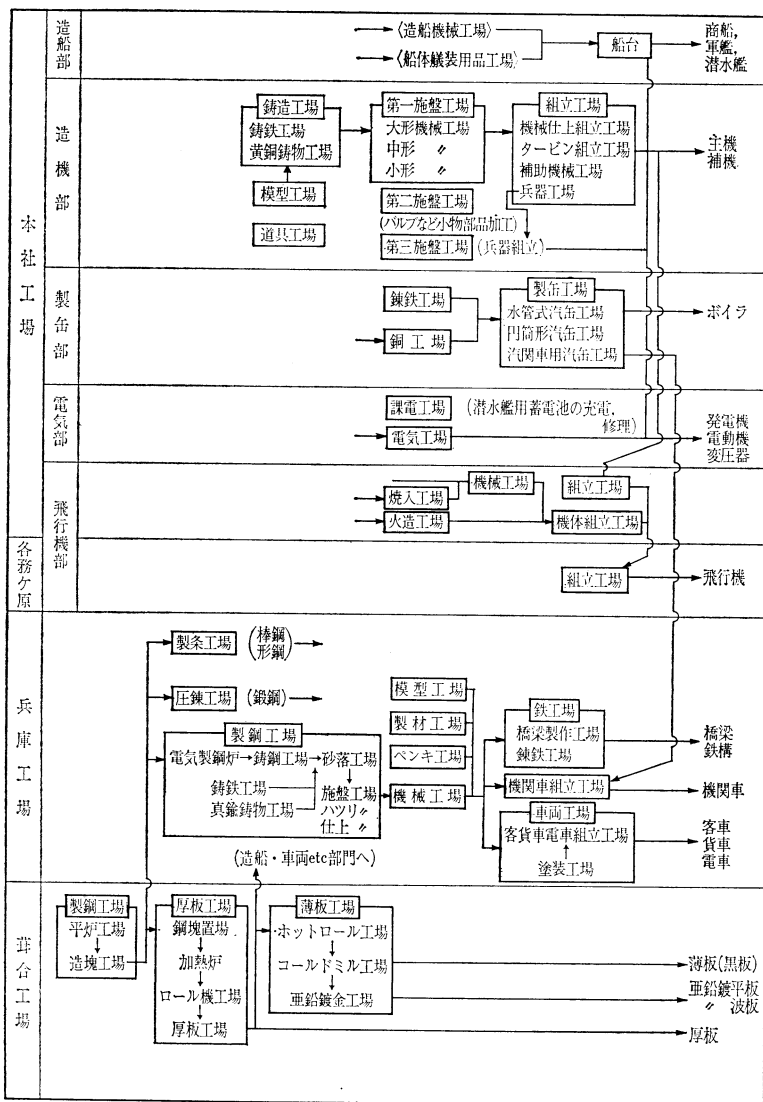 本社工場
造船部
〈造船機械工場〉
〈船体艤装用品工場〉
船台
商船,
軍艦,
潜水艦
造機部
鋳造工場
鋳鉄工場
黄銅鋳物工場
模型工場
道具工場
第一施盤工場
大形機械工場
中形 〃
小形 〃
第二施盤工場
(バルブなど小物部品加工)
第三施盤工場
(兵器組立)
組立工場
機械仕上組立工場
タービン組立工場
補助機械工場
兵器工場
主機
補機
製缶部
錬鉄工場
銅工場
製缶工場
水管式汽缶工場
円筒形汽缶工場
汽関車用汽缶工場
ボイラ
電気部
課電工場
(潜水艦用蓄電池の充電,
修理)
電気工場
発電機
電動機
変圧器
飛行機部
機械工場
焼入工場
火造工場
組立工場
機体組立工場
各務ケ原
組立工場
飛行機
兵庫工場
製条工場
(棒鋼
形鋼)
圧錬工場
(鍛鋼)
製鋼工場
電気製鋼炉→鋳鋼工場→砂落工場
鋳鉄工場
真鍮鋳物工場
施盤工場
ハツリ〃
仕上 〃
模型工場
製材工場
ペンキ工場
機械工場
鉄工場
橋梁製作工場
錬鉄工場
橋梁
鉄構
機関車組立工場
機関車
車両工場
客貨車電車組立工場
塗装工場
客車
貨車
電車
(造船・車両etc部門へ)
葺合工場
製鋼工場
平炉工場
造塊工場
厚板工場
鋼塊置場
加熱炉
ロール機工場
厚板工場
薄板工場
ホットロール工場
コールドミル工場
亜鉛鍍金工場
薄板(黒板)
亜鉛鍍平板
〃 波板
厚板